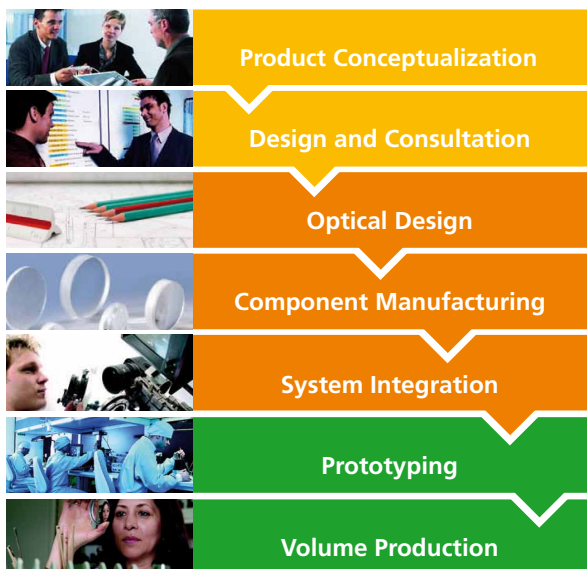 Product Conceptualization
Design and Consultation
Optical Design
Component Manufacturing
System Integration
Prototyping
Volume Production